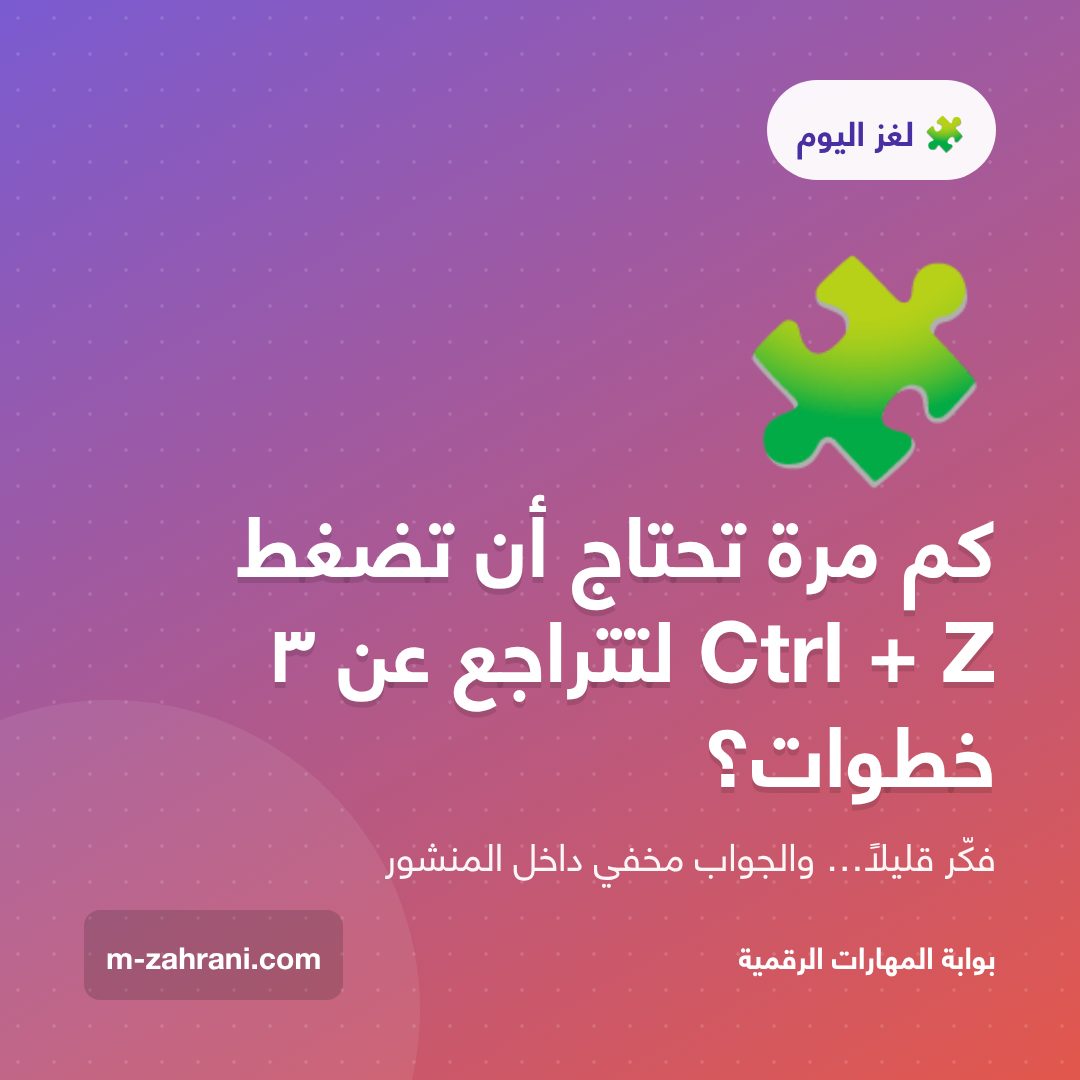 🧩 لغز اليوم
كم مرة تحتاج أن تضغط
Ctrl + Z لتتراجع عن ٣
خطوات؟
فكّر قليلاً... والجواب مخفي داخل المنشور
بوابة المهارات الرقمية
m-zahrani.com